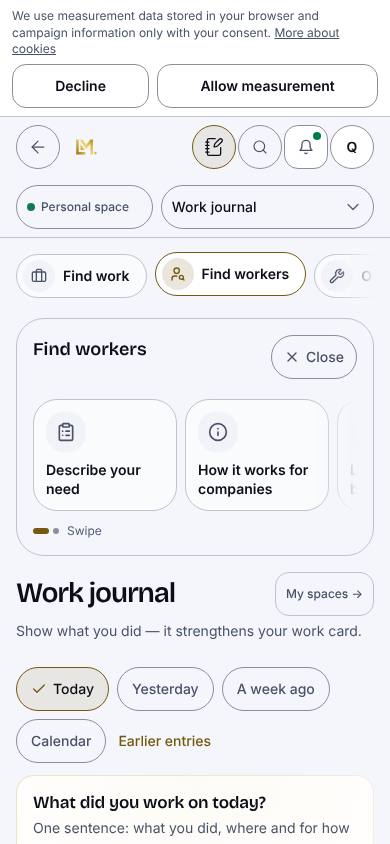 We use measurement data stored in your browser and
campaign information only with your consent. More about
cookies
Decline
Allow measurement
LM.
Q
Personal space
Work journal
Find work
Find workers
Find workers
Close
Describe your
need
How it works for
companies
Swipe
Work journal
My spaces →
Show what you did — it strengthens your work card.
Today
Yesterday
A week ago
Calendar
Earlier entries
What did you work on today?
One sentence: what you did, where and for how